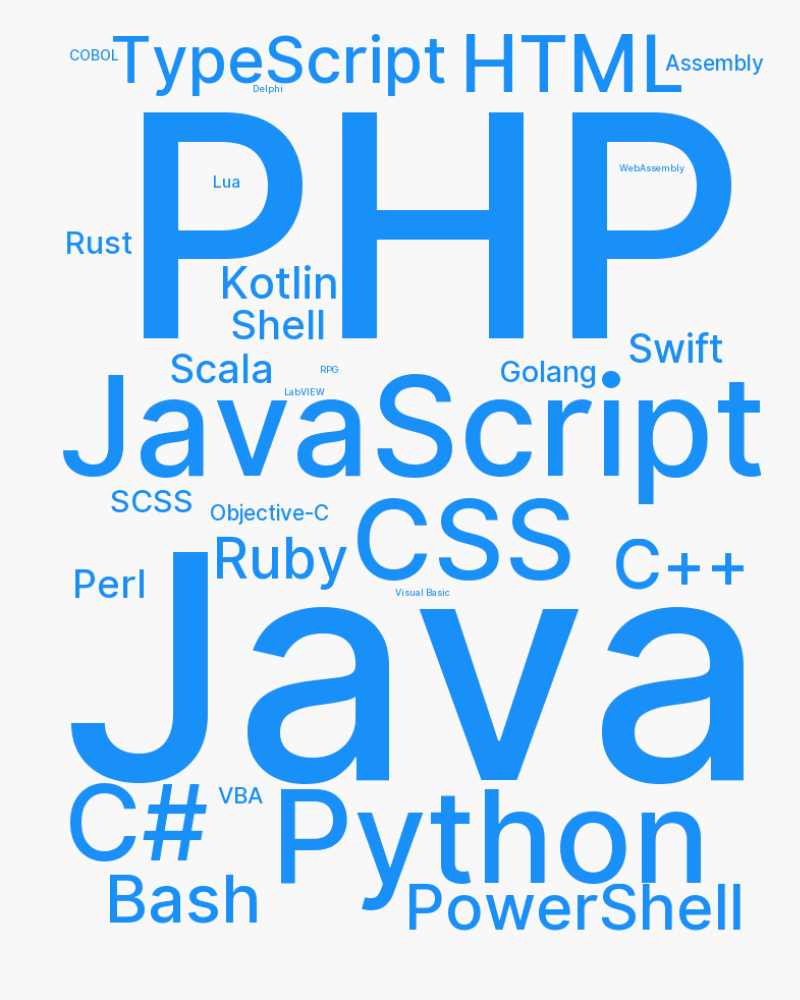 COBOL
TypeScript
HTML
Assembly
Delphi
PHP
Lua
WebAssembly
Rust
Kotlin
Shell
Swift
Scala
RPG
Golang
LabVIEW
JavaScript
SCSS
Objective-C
CSS
Ruby
C++
Perl
Visual Basic
Java
C#
VBA
Python
Bash
PowerShell